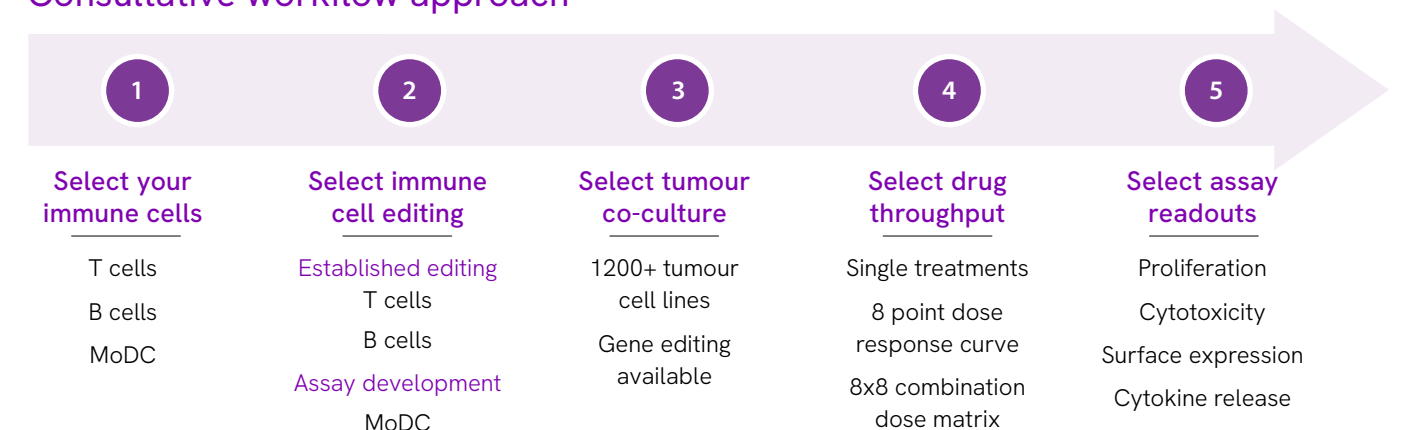 Consultative workflow approach
1
2
3
4
5
Select your
immune cells
T cells
B cells
MoDC
Select immune
cell editing
Established editing
T cells
B cells
Assay development
MoDC
Select tumour
co-culture
1200+ tumour
cell lines
Gene editing
available
Select drug
throughput
Single treatments
8 point dose
response curve
8x8 combination
dose matrix
Select assay
readouts
Proliferation
Cytotoxicity
Surface expression
Cytokine release